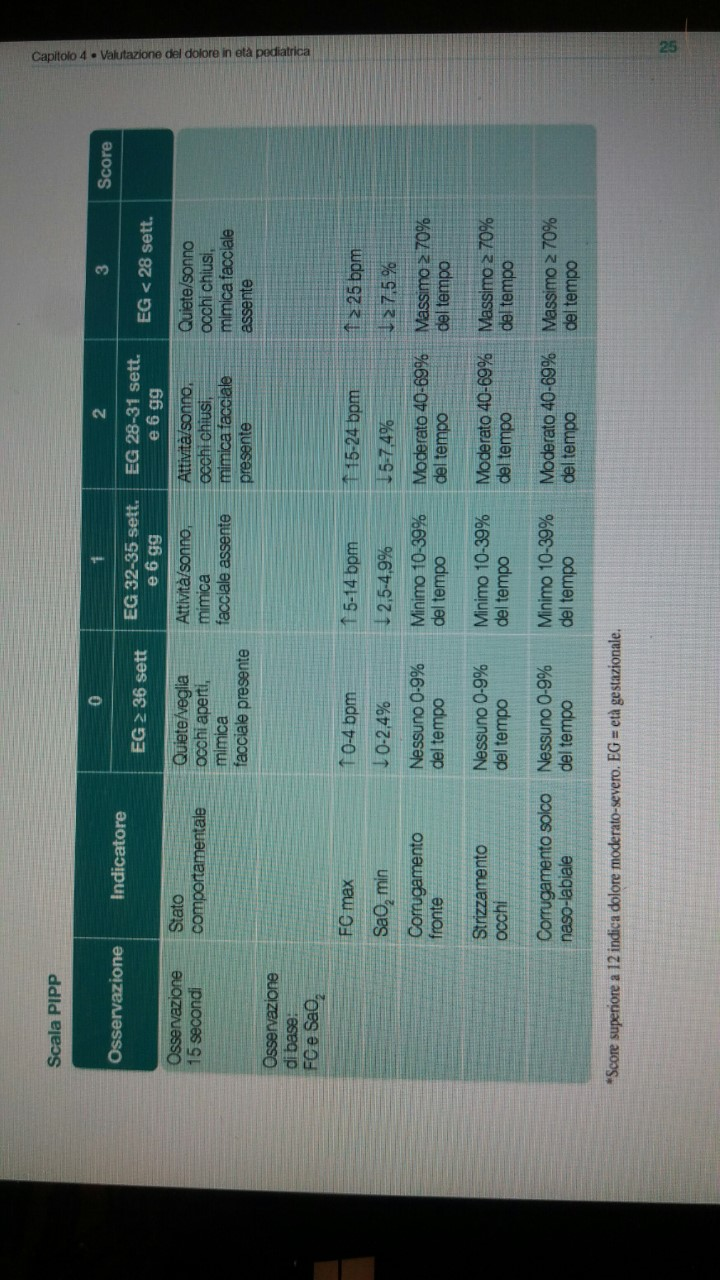 Capitolo 4 • Valutazione del dolore in età pediatrica
25
Scala PIPP
Osservazione
Indicatore
0
1
2
3
Score
EG ≥ 36 sett
EG 32-35 sett.
e 6 gg
EG 28-31 sett.
e 6 gg
EG < 28 sett.
Osservazione
15 secondi
Stato
comportamentale
Quiete/veglia
occhi aperti,
mimica
facciale presente
Attività/sonno,
mimica
facciale assente
Attività/sonno,
occhi chiusi,
mimica facciale
presente
Quiete/sonno
occhi chiusi,
mimica facciale
assente
Osservazione
di base:
FC e SaO₂
FC max
↑ 0-4 bpm
↑ 5-14 bpm
↑ 15-24 bpm
↑ ≥ 25 bpm
SaO₂ min
↓ 0-2,4%
↓ 2,5-4,9%
↓ 5-7,4%
↓ ≥ 7,5 %
Corrugamento
fronte
Nessuno 0-9%
del tempo
Minimo 10-39%
del tempo
Moderato 40-69%
del tempo
Massimo ≥ 70%
del tempo
Strizzamento
occhi
Nessuno 0-9%
del tempo
Minimo 10-39%
del tempo
Moderato 40-69%
del tempo
Massimo ≥ 70%
del tempo
Corrugamento solco
naso-labiale
Nessuno 0-9%
del tempo
Minimo 10-39%
del tempo
Moderato 40-69%
del tempo
Massimo ≥ 70%
del tempo
*Score superiore a 12 indica dolore moderato-severo. EG = età gestazionale.